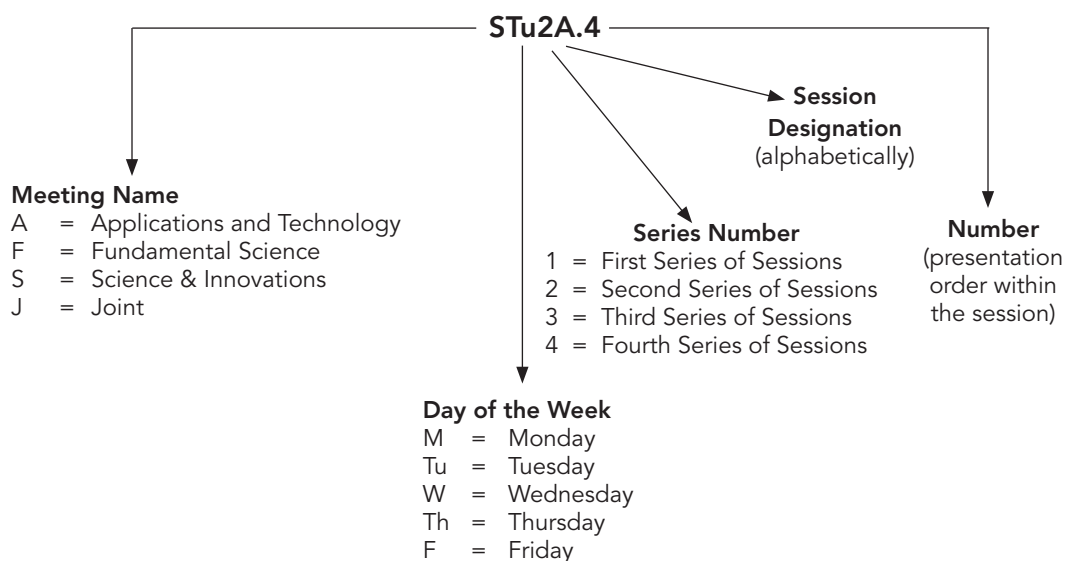 STu2A.4
Session
Designation
(alphabetically)
Meeting Name
A = Applications and Technology
F = Fundamental Science
S = Science & Innovations
J = Joint
Series Number
1 = First Series of Sessions
2 = Second Series of Sessions
3 = Third Series of Sessions
4 = Fourth Series of Sessions
Number
(presentation
order within
the session)
Day of the Week
M = Monday
Tu = Tuesday
W = Wednesday
Th = Thursday
F = Friday